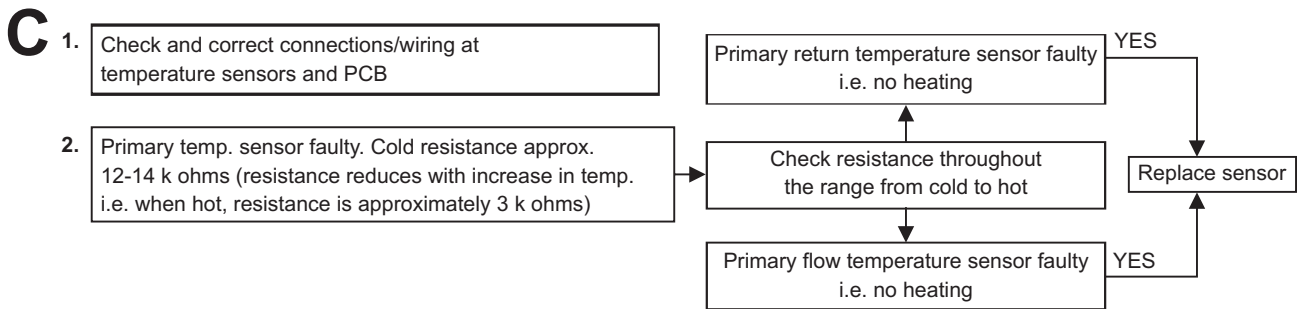 C
1. Check and correct connections/wiring at
temperature sensors and PCB
2. Primary temp. sensor faulty. Cold resistance approx.
12-14 k ohms (resistance reduces with increase in temp.
i.e. when hot, resistance is approximately 3 k ohms)
Primary return temperature sensor faulty
i.e. no heating
YES
Check resistance throughout
the range from cold to hot
Primary flow temperature sensor faulty
i.e. no heating
YES
Replace sensor